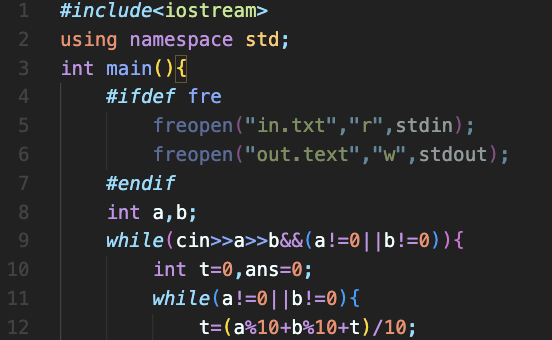 1 #include<iostream>
2 using namespace std;
3 int main(){
4 #ifdef fre
5 freopen("in.txt","r",stdin);
6 freopen("out.text","w",stdout);
7 #endif
8 int a,b;
9 while(cin>>a>>b&&(a!=0||b!=0)){
10 int t=0,ans=0;
11 while(a!=0||b!=0){
12 t=(a%10+b%10+t)/10;